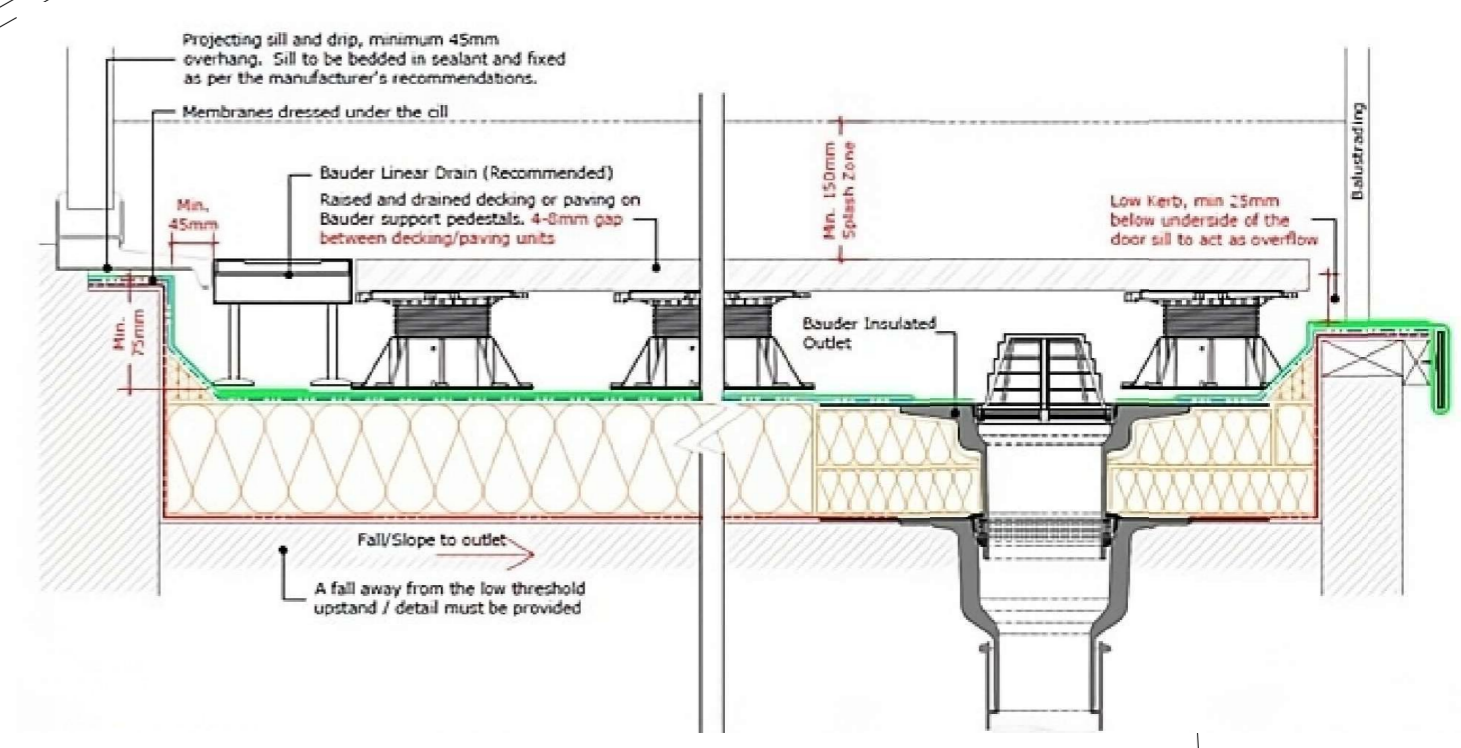 Projecting sill and drip, minimum 45mm
overhang. Sill to be bedded in sealant and fixed
as per the manufacturer's recommendations.
Membranes dressed under the cill
Bauder Linear Drain (Recommended)
Raised and drained decking or paving on
Bauder support pedestals. 4-8mm gap
between decking/paving units
Min.
45mm
Min.
75mm
Min. 150mm
Splash Zone
Balustrading
Low Kerb, min 25mm
below underside of the
door sill to act as overflow
Bauder Insulated
Outlet
Fall/Slope to outlet
A fall away from the low threshold
upstand / detail must be provided